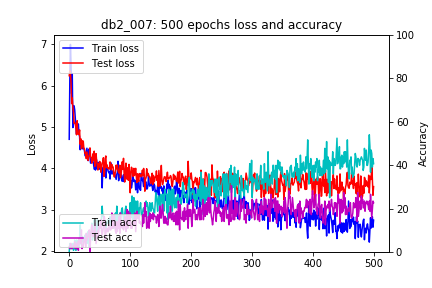 db2_007: 500 epochs loss and accuracy
Train loss
Test loss
Train acc
Test acc
Loss
Accuracy
7
6
5
4
3
2
100
80
60
40
20
0
0
100
200
300
400
500